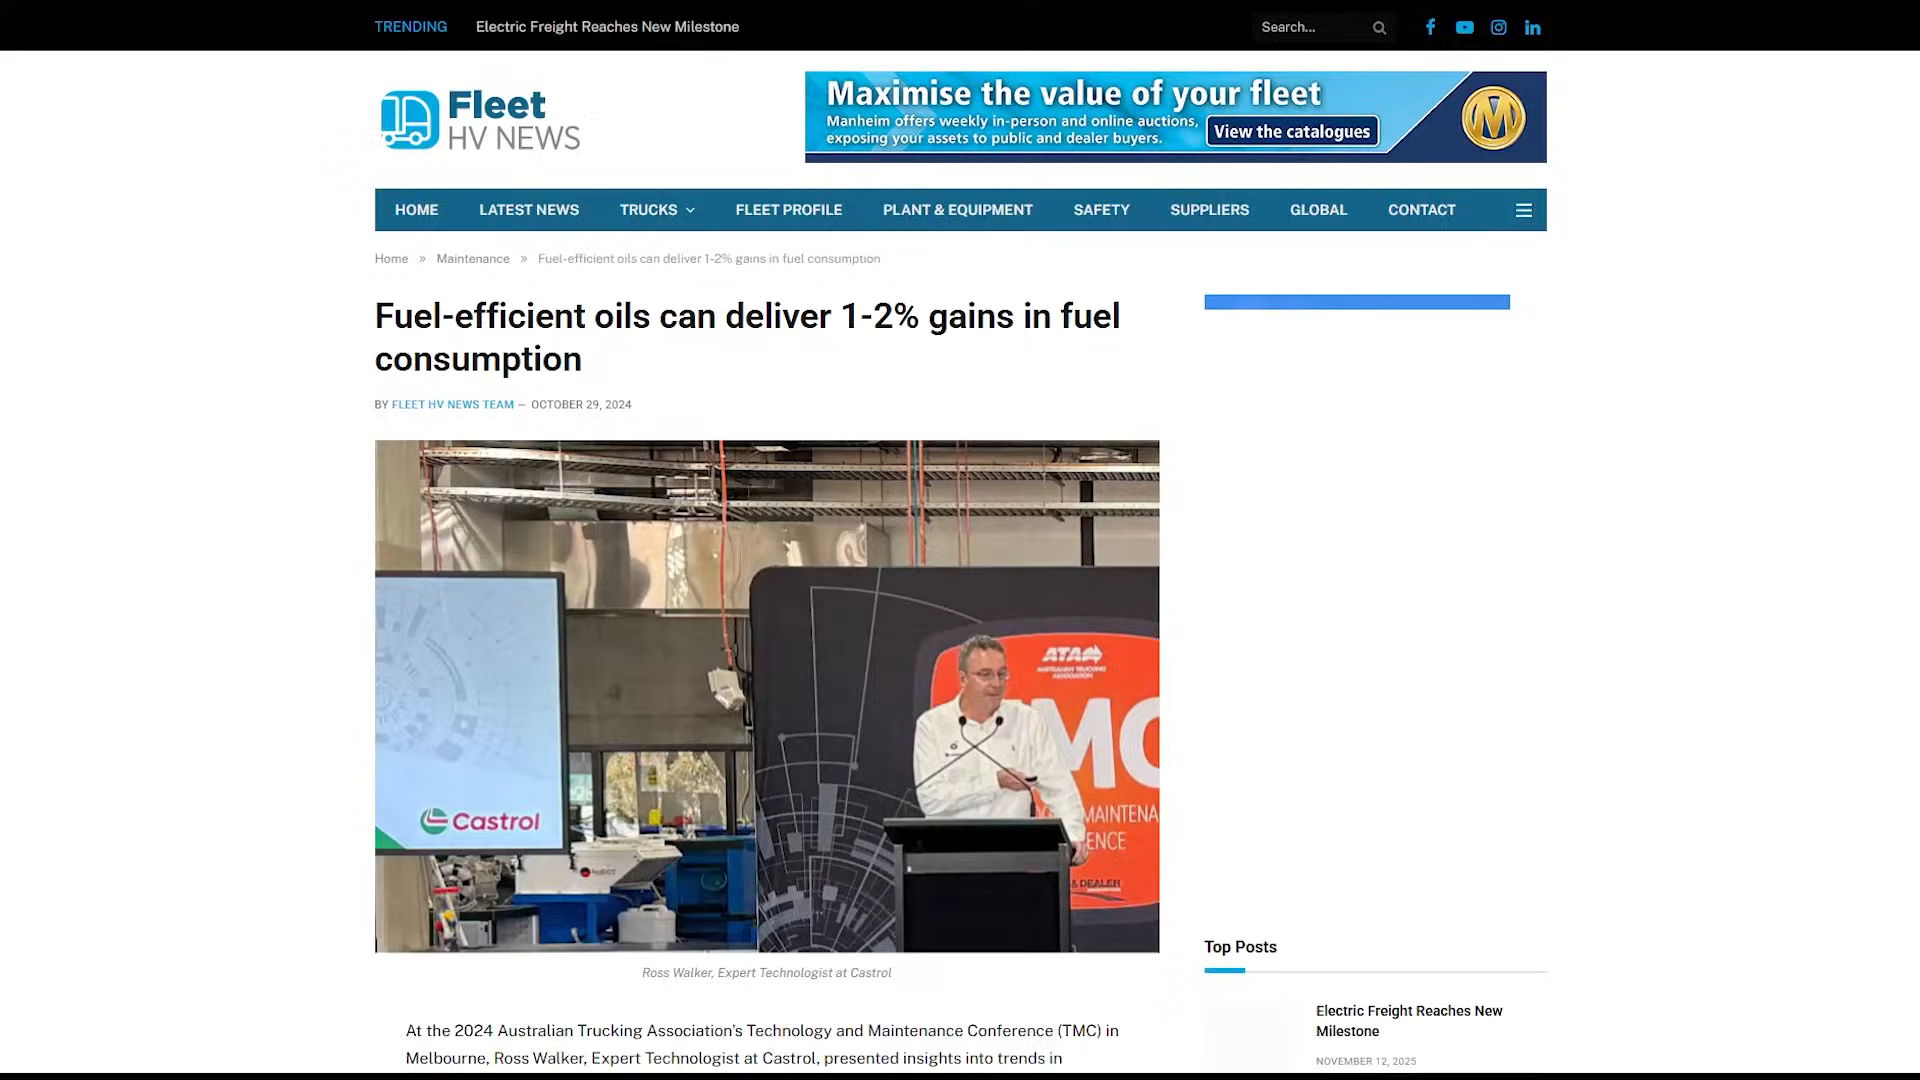 TRENDING Electric Freight Reaches New Milestone Search...
Fleet
HV NEWS
Maximise the value of your fleet
Manheim offers weekly in-person and online auctions,
exposing your assets to public and dealer buyers.
View the catalogues
M
HOME LATEST NEWS TRUCKS FLEET PROFILE PLANT & EQUIPMENT SAFETY SUPPLIERS GLOBAL CONTACT
Home » Maintenance » Fuel-efficient oils can deliver 1-2% gains in fuel consumption
Fuel-efficient oils can deliver 1-2% gains in fuel
consumption
BY FLEET HV NEWS TEAM — OCTOBER 29, 2024
ATA
AUSTRALIAN TRUCKING
ASSOCIATION
MC
MAINTENA
ENCE
& DEALER
Castrol
Ross Walker, Expert Technologist at Castrol
At the 2024 Australian Trucking Association's Technology and Maintenance Conference (TMC) in
Melbourne, Ross Walker, Expert Technologist at Castrol, presented insights into trends in
Top Posts
Electric Freight Reaches New
Milestone
NOVEMBER 12, 2025